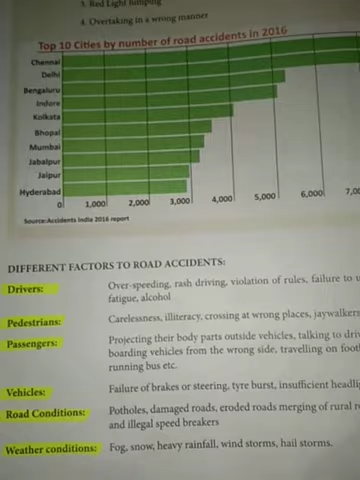 3. Red Light Jumping
4. Overtaking in a wrong manner
Top 10 Cities by number of road accidents in 2016
Chennai
Delhi
Bengaluru
Indore
Kolkata
Bhopal
Mumbai
Jabalpur
Jaipur
Hyderabad
0 1,000 2,000 3,000 4,000 5,000 6,000 7,0
Source:Accidents India 2016 report
DIFFERENT FACTORS TO ROAD ACCIDENTS:
Drivers: Over-speeding, rash driving, violation of rules, failure to u
fatigue, alcohol
Pedestrians: Carelessness, illiteracy, crossing at wrong places, jaywalkers
Passengers: Projecting their body parts outside vehicles, talking to driv
boarding vehicles from the wrong side, travelling on foot
running bus etc.
Vehicles: Failure of brakes or steering, tyre burst, insufficient headlig
Road Conditions: Potholes, damaged roads, eroded roads merging of rural r
and illegal speed breakers
Weather conditions: Fog, snow, heavy rainfall, wind storms, hail storms.